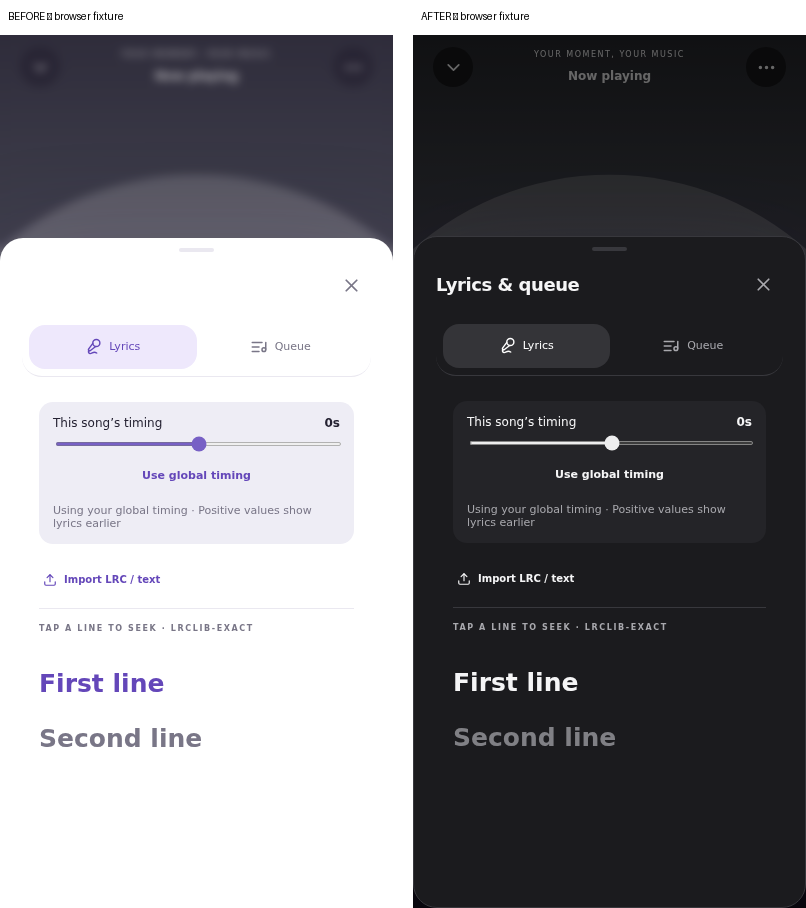 BEFORE browser fixture
Now playing
Lyrics
Queue
This song’s timing
0s
Use global timing
Using your global timing · Positive values show
lyrics earlier
Import LRC / text
TAP A LINE TO SEEK · LRCLIB-EXACT
First line
Second line
AFTER browser fixture
YOUR MOMENT, YOUR MUSIC
Now playing
Lyrics & queue
Lyrics
Queue
This song’s timing
0s
Use global timing
Using your global timing · Positive values show
lyrics earlier
Import LRC / text
TAP A LINE TO SEEK · LRCLIB-EXACT
First line
Second line